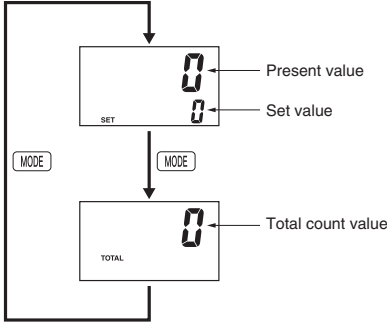 0
Present value
0
Set value
SET
MODE
MODE
0
Total count value
TOTAL